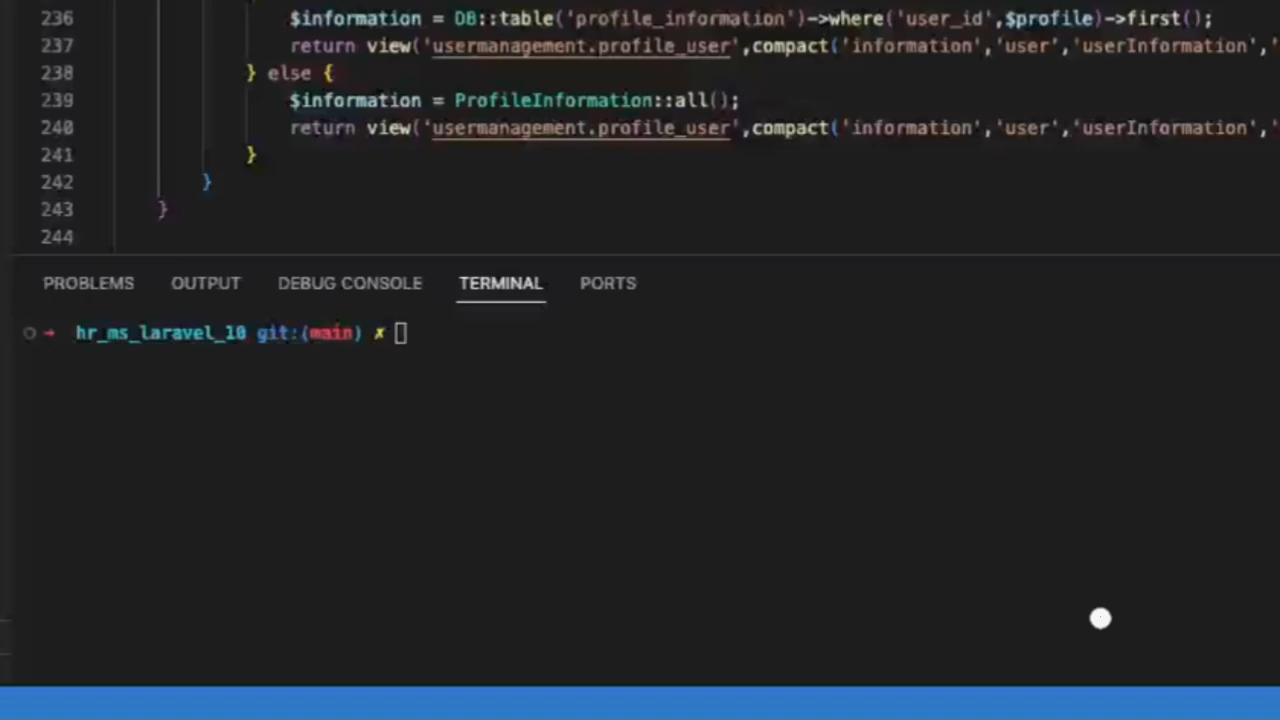 236 $information = DB::table('profile_information')->where('user_id',$profile)->first();
237 return view('usermanagement.profile_user',compact('information','user','userInformation','
238 } else {
239 $information = ProfileInformation::all();
240 return view('usermanagement.profile_user',compact('information','user','userInformation','
241 }
242 }
243 }
244
PROBLEMS OUTPUT DEBUG CONSOLE TERMINAL PORTS
→ hr_ms_laravel_10 git:(main) ✗